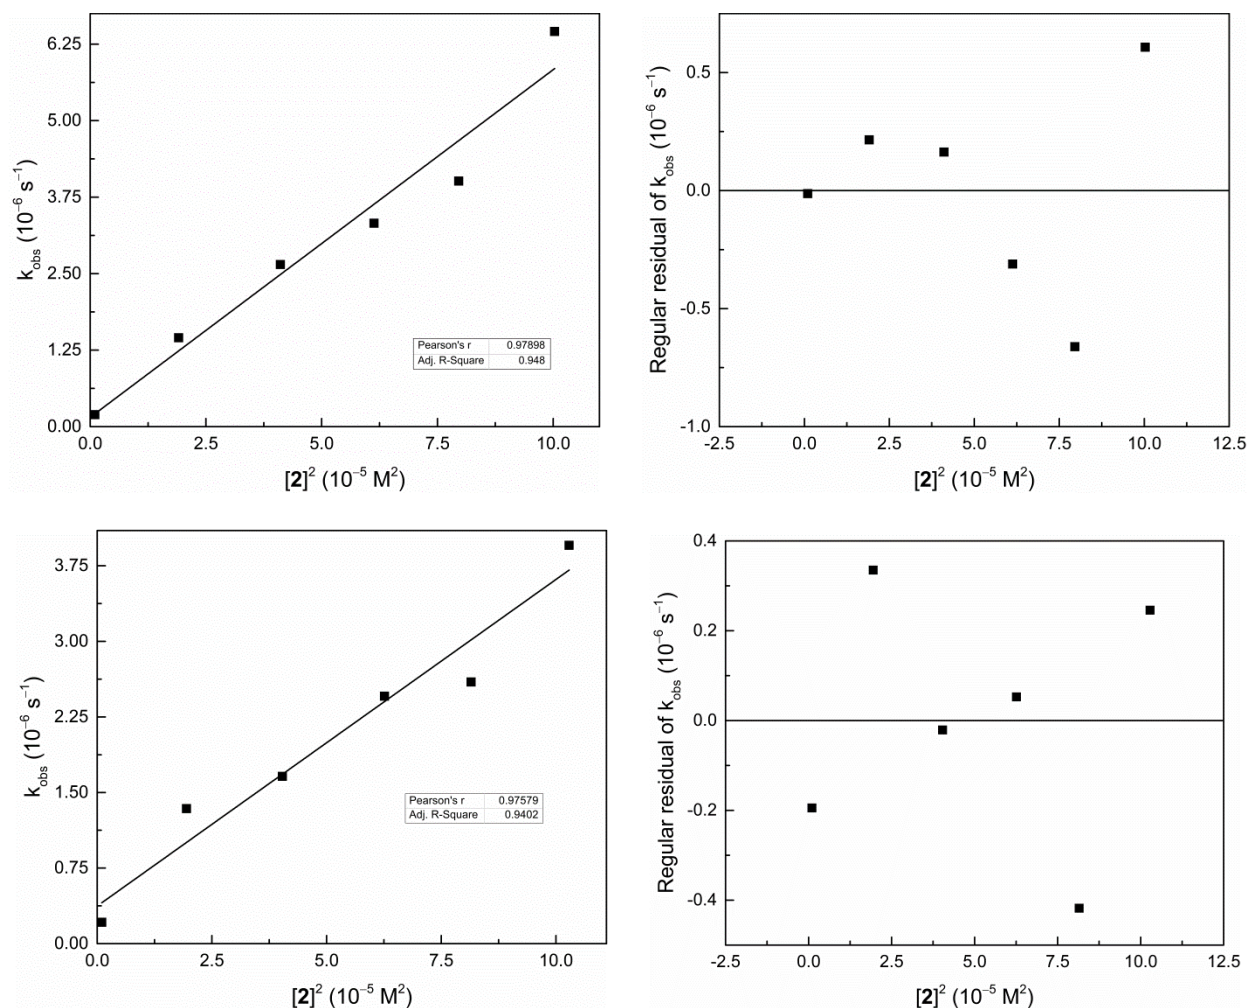 6.25
5.00
3.75
2.50
1.25
0.00
k_obs (10⁻⁶ s⁻¹)
Pearson's r 0.97898
Adj. R-Square 0.948
0.0 2.5 5.0 7.5 10.0
[2]² (10⁻⁵ M²)
0.5
0.0
-0.5
-1.0
Regular residual of k_obs (10⁻⁶ s⁻¹)
-2.5 0.0 2.5 5.0 7.5 10.0 12.5
[2]² (10⁻⁵ M²)
3.75
3.00
2.25
1.50
0.75
0.00
k_obs (10⁻⁶ s⁻¹)
Pearson's r 0.97579
Adj. R-Square 0.9402
0.0 2.5 5.0 7.5 10.0
[2]² (10⁻⁵ M²)
0.4
0.2
0.0
-0.2
-0.4
Regular residual of k_obs (10⁻⁶ s⁻¹)
-2.5 0.0 2.5 5.0 7.5 10.0 12.5
[2]² (10⁻⁵ M²)